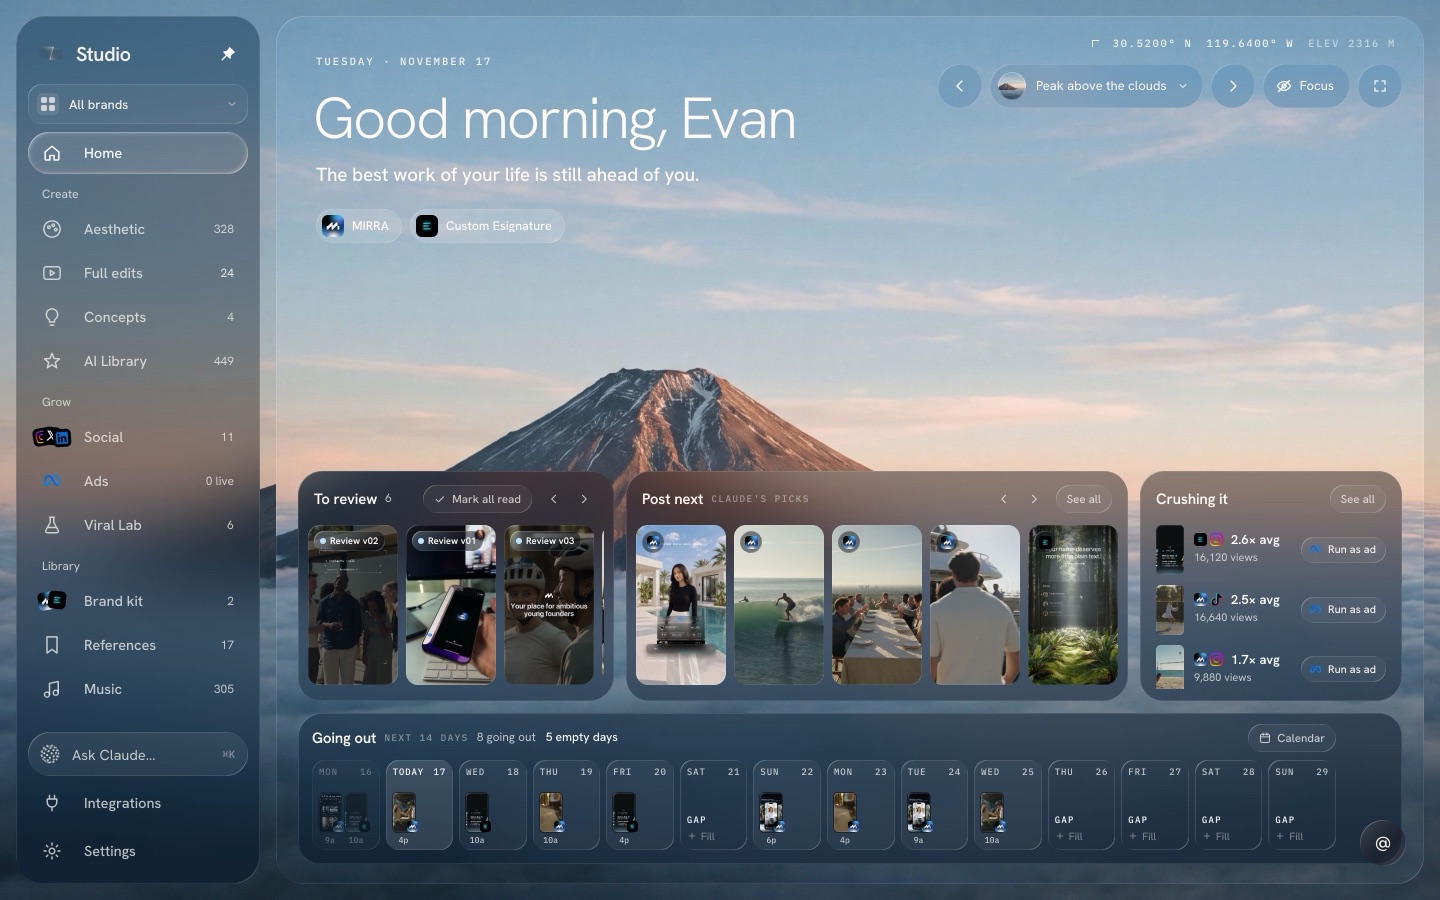 Studio
All brands
Home
Create
Aesthetic 328
Full edits 24
Concepts 4
AI Library 449
Grow
Social 11
Ads 0 live
Viral Lab 6
Library
Brand kit 2
References 17
Music 305
Ask Claude... ⌘K
Integrations
Settings
30.5200° N 119.6400° W ELEV 2316 M
TUESDAY · NOVEMBER 17
Peak above the clouds
Focus
Good morning, Evan
The best work of your life is still ahead of you.
MIRRA
Custom Esignature
To review 6
Mark all read
Review v02
Review v01
Review v03
Your place for ambitious
young founders
Post next CLAUDE'S PICKS
See all
more than plain text.
Crushing it
See all
2.6× avg
16,120 views
Run as ad
2.5× avg
16,640 views
Run as ad
1.7× avg
9,880 views
Run as ad
Going out NEXT 14 DAYS 8 going out 5 empty days
Calendar
MON 16
9a 10a
TODAY 17
4p
WED 18
10a
THU 19
10a
FRI 20
4p
SAT 21
GAP
+ Fill
SUN 22
6p
MON 23
4p
TUE 24
9a
WED 25
10a
THU 26
GAP
+ Fill
FRI 27
GAP
+ Fill
SAT 28
GAP
+ Fill
SUN 29
GAP
+ Fill
@